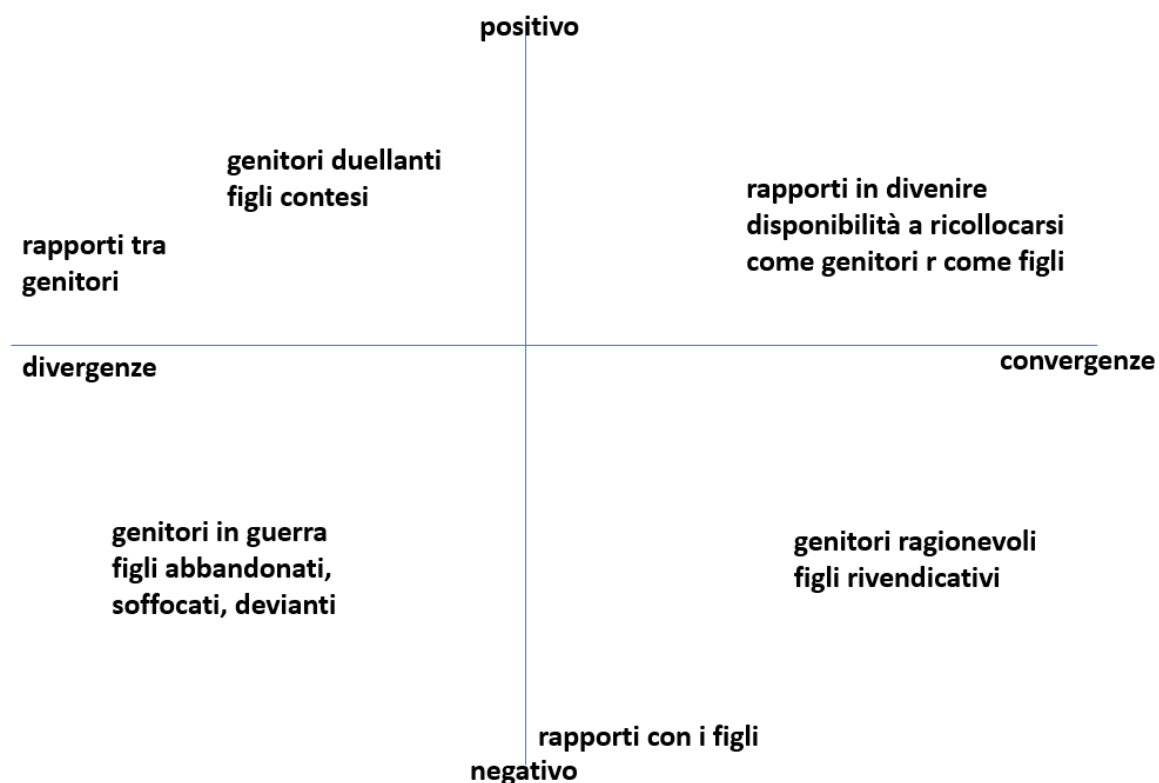 positivo
genitori duellanti
figli contesi
rapporti tra
genitori
rapporti in divenire
disponibilità a ricollocarsi
come genitori r come figli
divergenze
convergenze
genitori in guerra
figli abbandonati,
soffocati, devianti
genitori ragionevoli
figli rivendicativi
rapporti con i figli
negativo